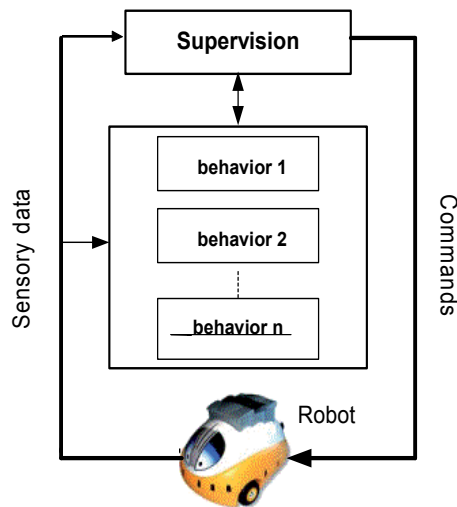 Supervision
behavior 1
behavior 2
behavior n
Sensory data
Commands
Robot